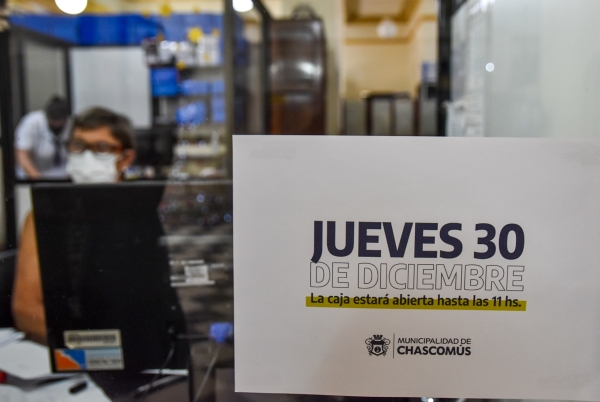 JUEVES 30
DE DICIEMBRE
La caja estará abierta hasta las 11 hs.
MUNICIPALIDAD DE
CHASCOMÚS